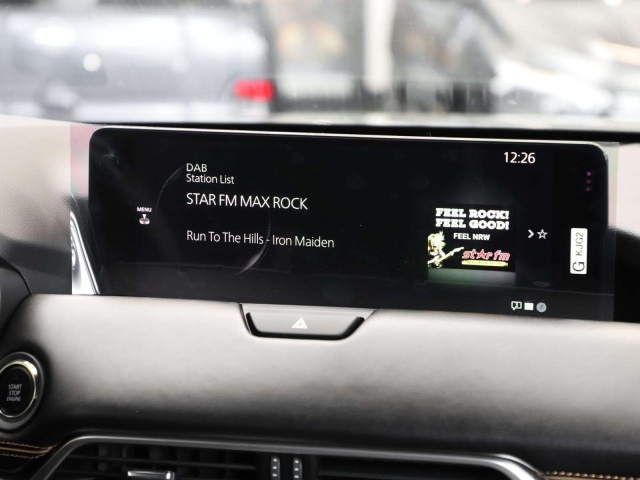 12:26
DAB
Station List
STAR FM MAX ROCK
MENU
Run To The Hills - Iron Maiden
FEEL ROCK!
FEEL GOOD!
FEEL NRW
star fm
G KJG2
START
STOP
ENGINE